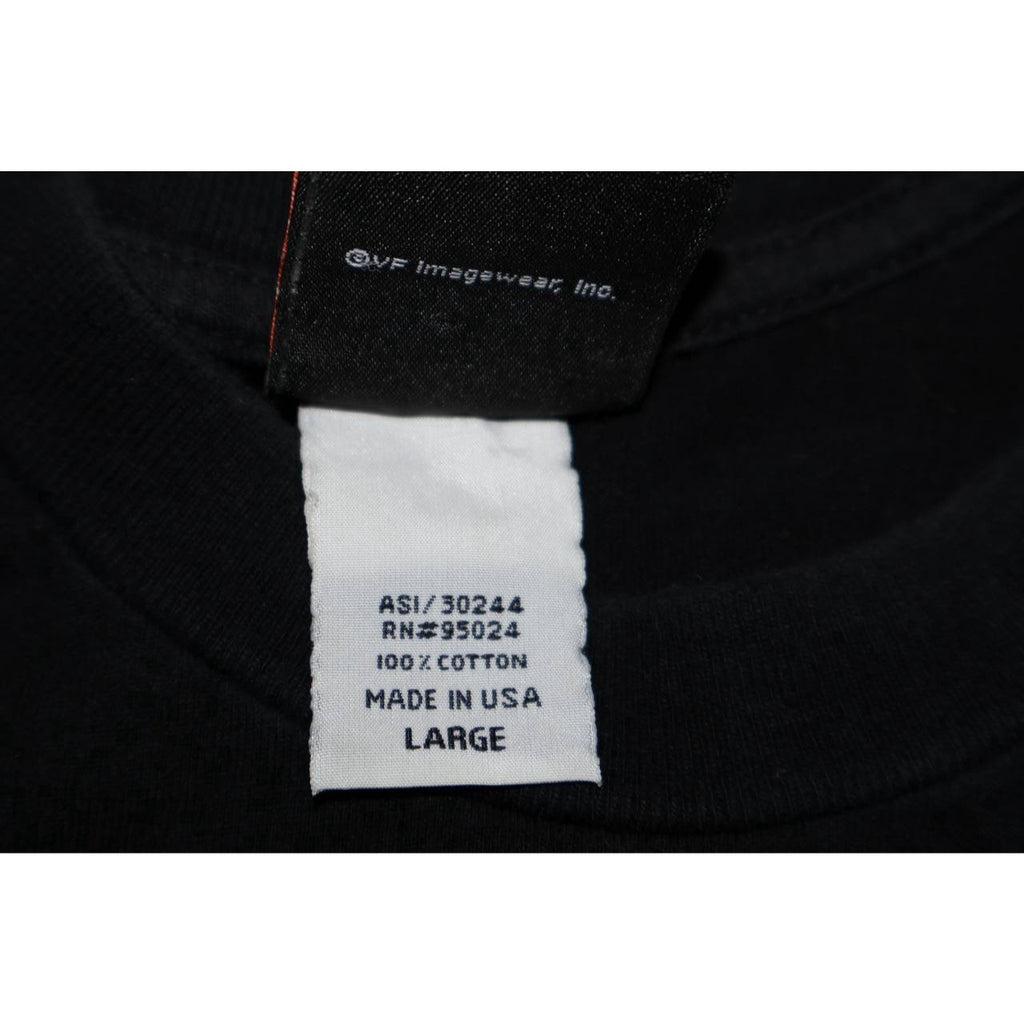 ©VF Imagewear, Inc.
ASI/30244
RN#95024
100% COTTON
MADE IN USA
LARGE